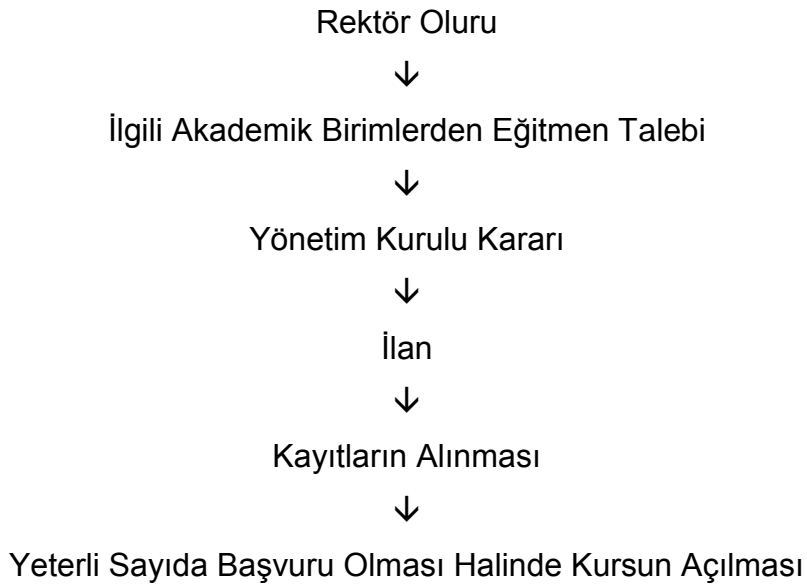 Rektör Oluru
↓
İlgili Akademik Birimlerden Eğitmen Talebi
↓
Yönetim Kurulu Kararı
↓
İlan
↓
Kayıtların Alınması
↓
Yeterli Sayıda Başvuru Olması Halinde Kursun Açılması